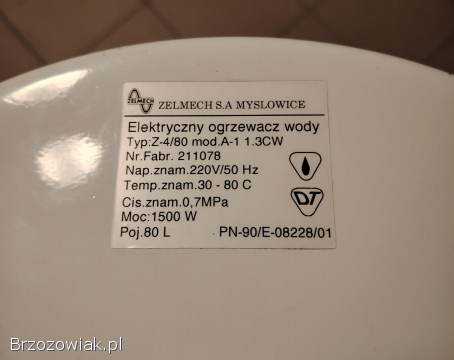 ZELMECH ZELMECH S.A MYSLOWICE
Elektryczny ogrzewacz wody
Typ:Z-4/80 mod.A-1 1.3CW
Nr.Fabr. 211078
Nap.znam.220V/50 Hz
Temp.znam.30 - 80 C
Cis.znam.0,7MPa
DT
Moc:1500 W
Poj.80 L PN-90/E-08228/01
Brzozowiak.pl